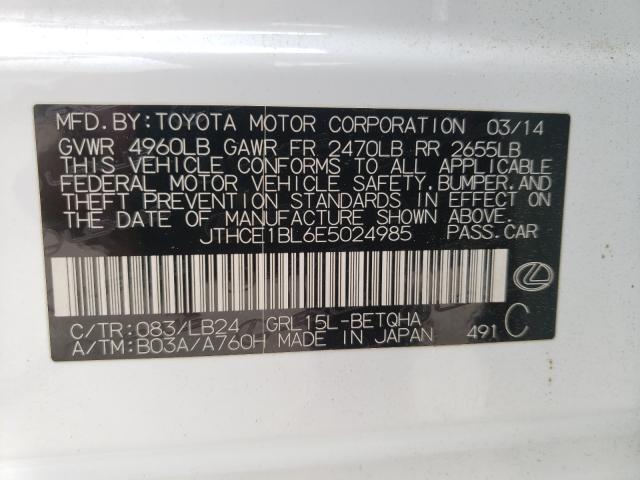 MFD.BY:TOYOTA MOTOR CORPORATION 03/14
GVWR 4960LB GAWR FR 2470LB RR 2655LB
THIS VEHICLE CONFORMS TO ALL APPLICABLE
FEDERAL MOTOR VEHICLE SAFETY,BUMPER,AND
THEFT PREVENTION STANDARDS IN EFFECT ON
THE DATE OF MANUFACTURE SHOWN ABOVE.
JTHCE1BL6E5024985 PASS.CAR
C/TR:083/LB24 GRL15L-BETQHA
A/TM:B03A/A760H MADE IN JAPAN 491 C